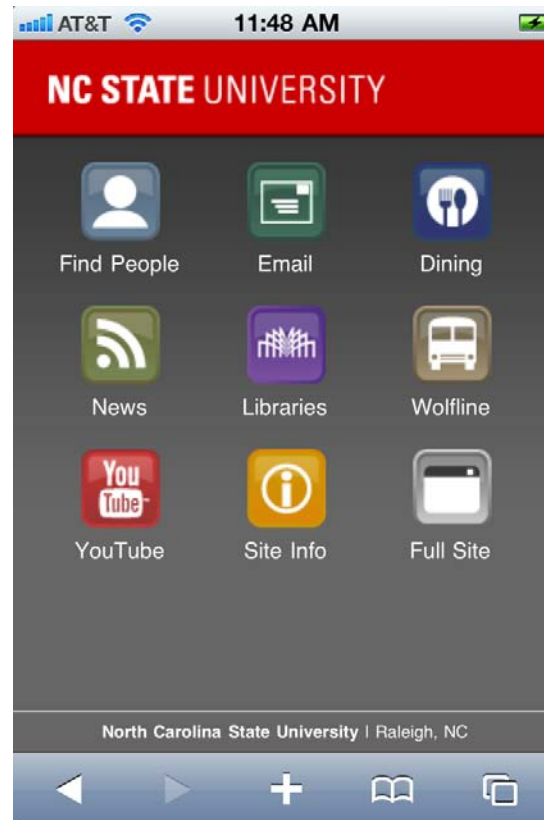 AT&T 11:48 AM
NC STATE UNIVERSITY
Find People Email Dining
News Libraries Wolfline
You
Tube
YouTube Site Info Full Site
North Carolina State University | Raleigh, NC